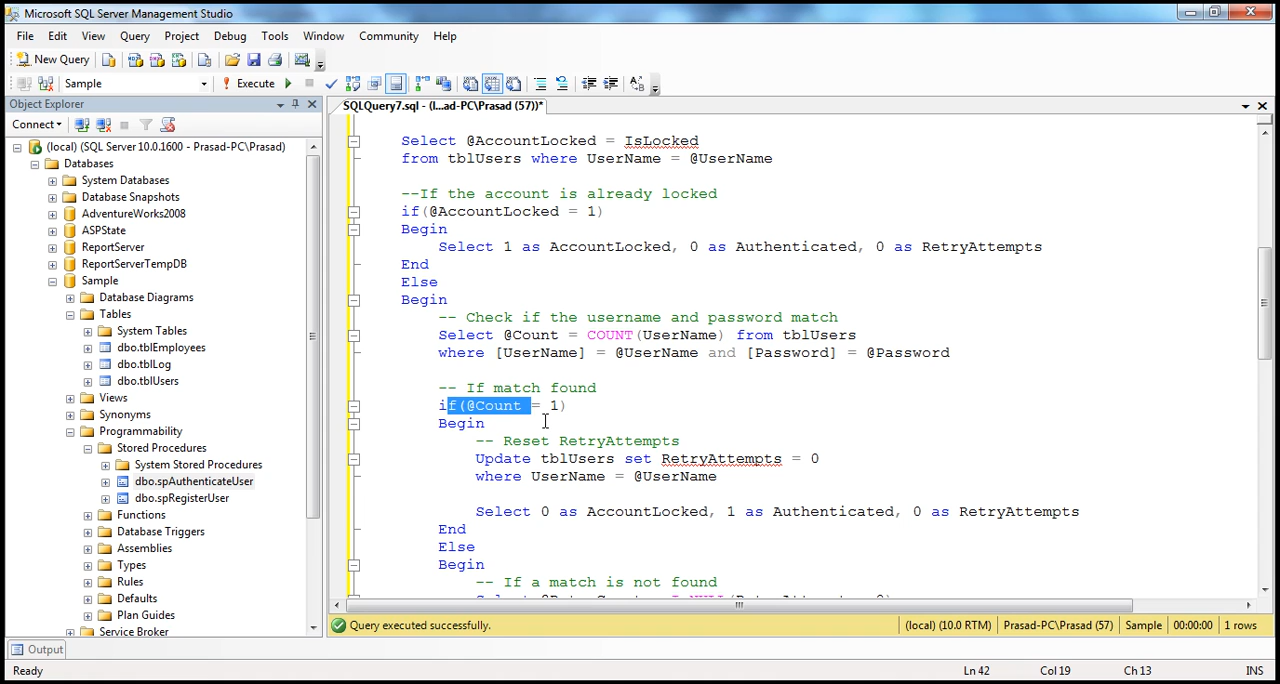 Microsoft SQL Server Management Studio
File Edit View Query Project Debug Tools Window Community Help
New Query
Sample Execute
Object Explorer
SQLQuery7.sql - (l...ad-PC\Prasad (57))*
Connect
(local) (SQL Server 10.0.1600 - Prasad-PC\Prasad)
Databases
System Databases
Database Snapshots
AdventureWorks2008
ASPState
ReportServer
ReportServerTempDB
Sample
Database Diagrams
Tables
System Tables
dbo.tblEmployees
dbo.tblLog
dbo.tblUsers
Views
Synonyms
Programmability
Stored Procedures
System Stored Procedures
dbo.spAuthenticateUser
dbo.spRegisterUser
Functions
Database Triggers
Assemblies
Types
Rules
Defaults
Plan Guides
Service Broker
Select @AccountLocked = IsLocked
from tblUsers where UserName = @UserName
--If the account is already locked
if(@AccountLocked = 1)
Begin
Select 1 as AccountLocked, 0 as Authenticated, 0 as RetryAttempts
End
Else
Begin
-- Check if the username and password match
Select @Count = COUNT(UserName) from tblUsers
where [UserName] = @UserName and [Password] = @Password
-- If match found
if(@Count = 1)
Begin
-- Reset RetryAttempts
Update tblUsers set RetryAttempts = 0
where UserName = @UserName
Select 0 as AccountLocked, 1 as Authenticated, 0 as RetryAttempts
End
Else
Begin
-- If a match is not found
Query executed successfully. (local) (10.0 RTM) Prasad-PC\Prasad (57) Sample 00:00:00 1 rows
Output
Ready Ln 42 Col 19 Ch 13 INS